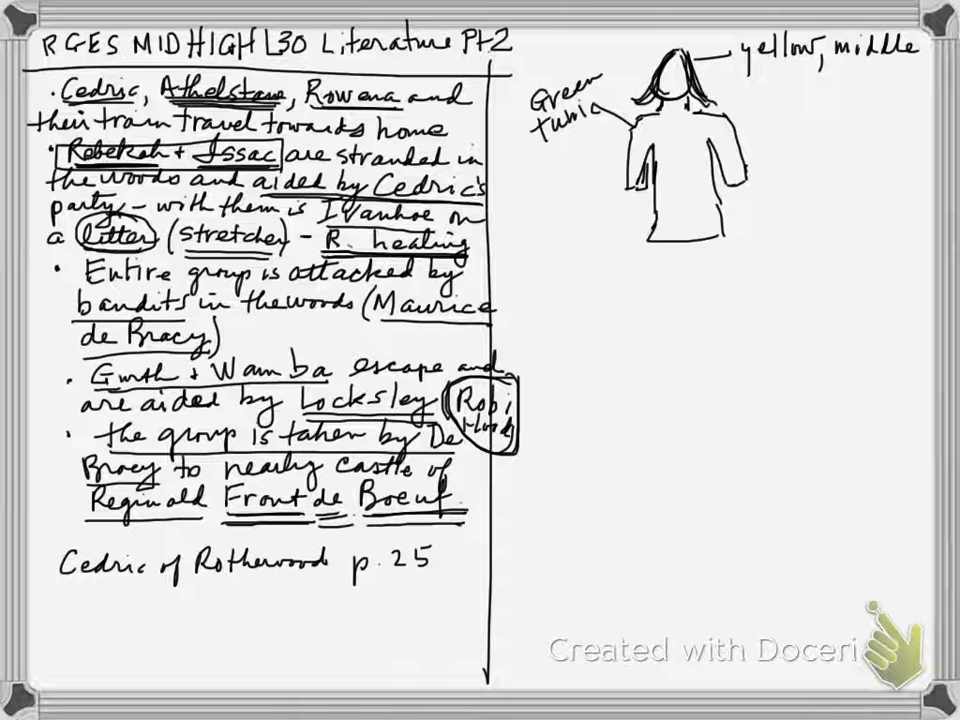 RGES MIDHIGH L30 Literature Pt2
· Cedric, Athelstane, Rowena and
their train travel towards home
· Rebekah + Issac are stranded in
the woods and aided by Cedric's
party - with them is Ivanhoe on
a litter (stretcher) - R. healing
· Entire group is attacked by
bandits in the woods (Maurice
de Bracy)
· Gurth + Wamba escape and
are aided by Locksley (Robi
Hood
· the group is taken by De
Bracy to nearby castle of
Reginald Front de Boeuf.
Cedric of Rotherwood p. 25
yellow, middle
Green
tunic
Created with Doceri